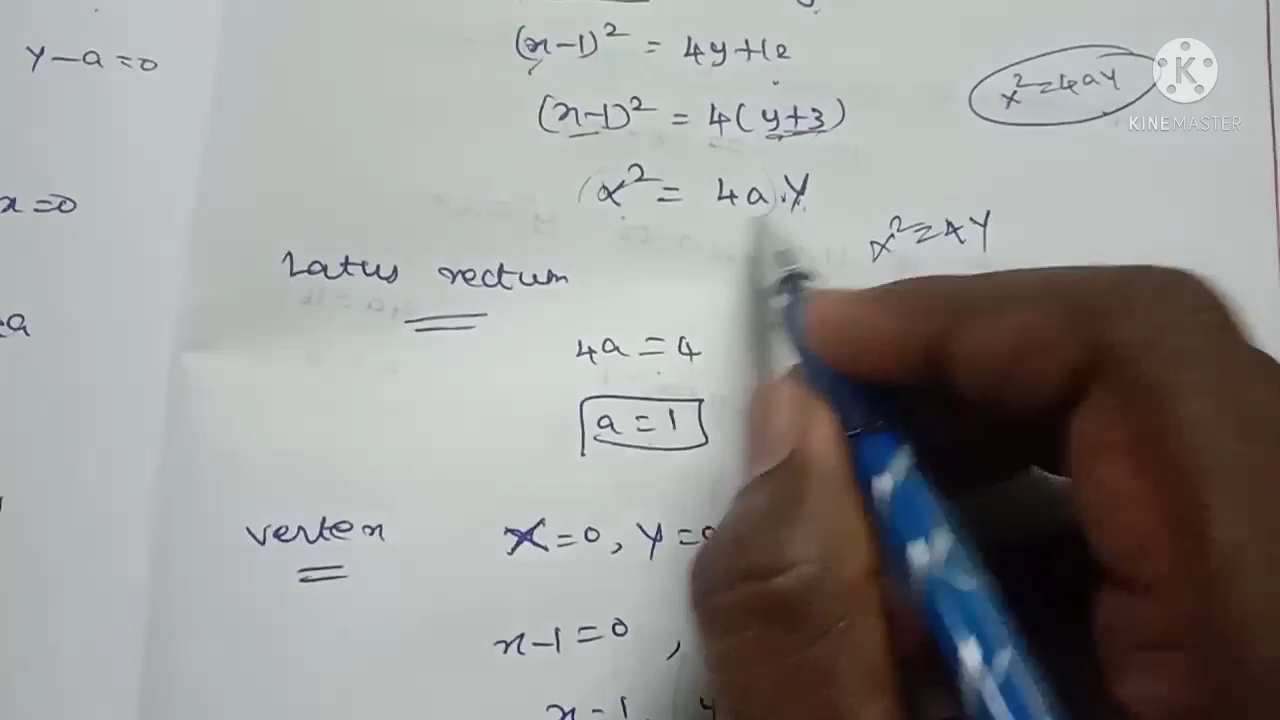 y-a=0
(x-1)² = 4y+12
(x-1)² = 4(y+3)
x²=4ay
K
KINEMASTER
x=0
x² = 4a.y
x²=4y
Latus rectum
a
4a=4
a=1
vertex
X=0, Y=0
x-1=0 ,
x=1